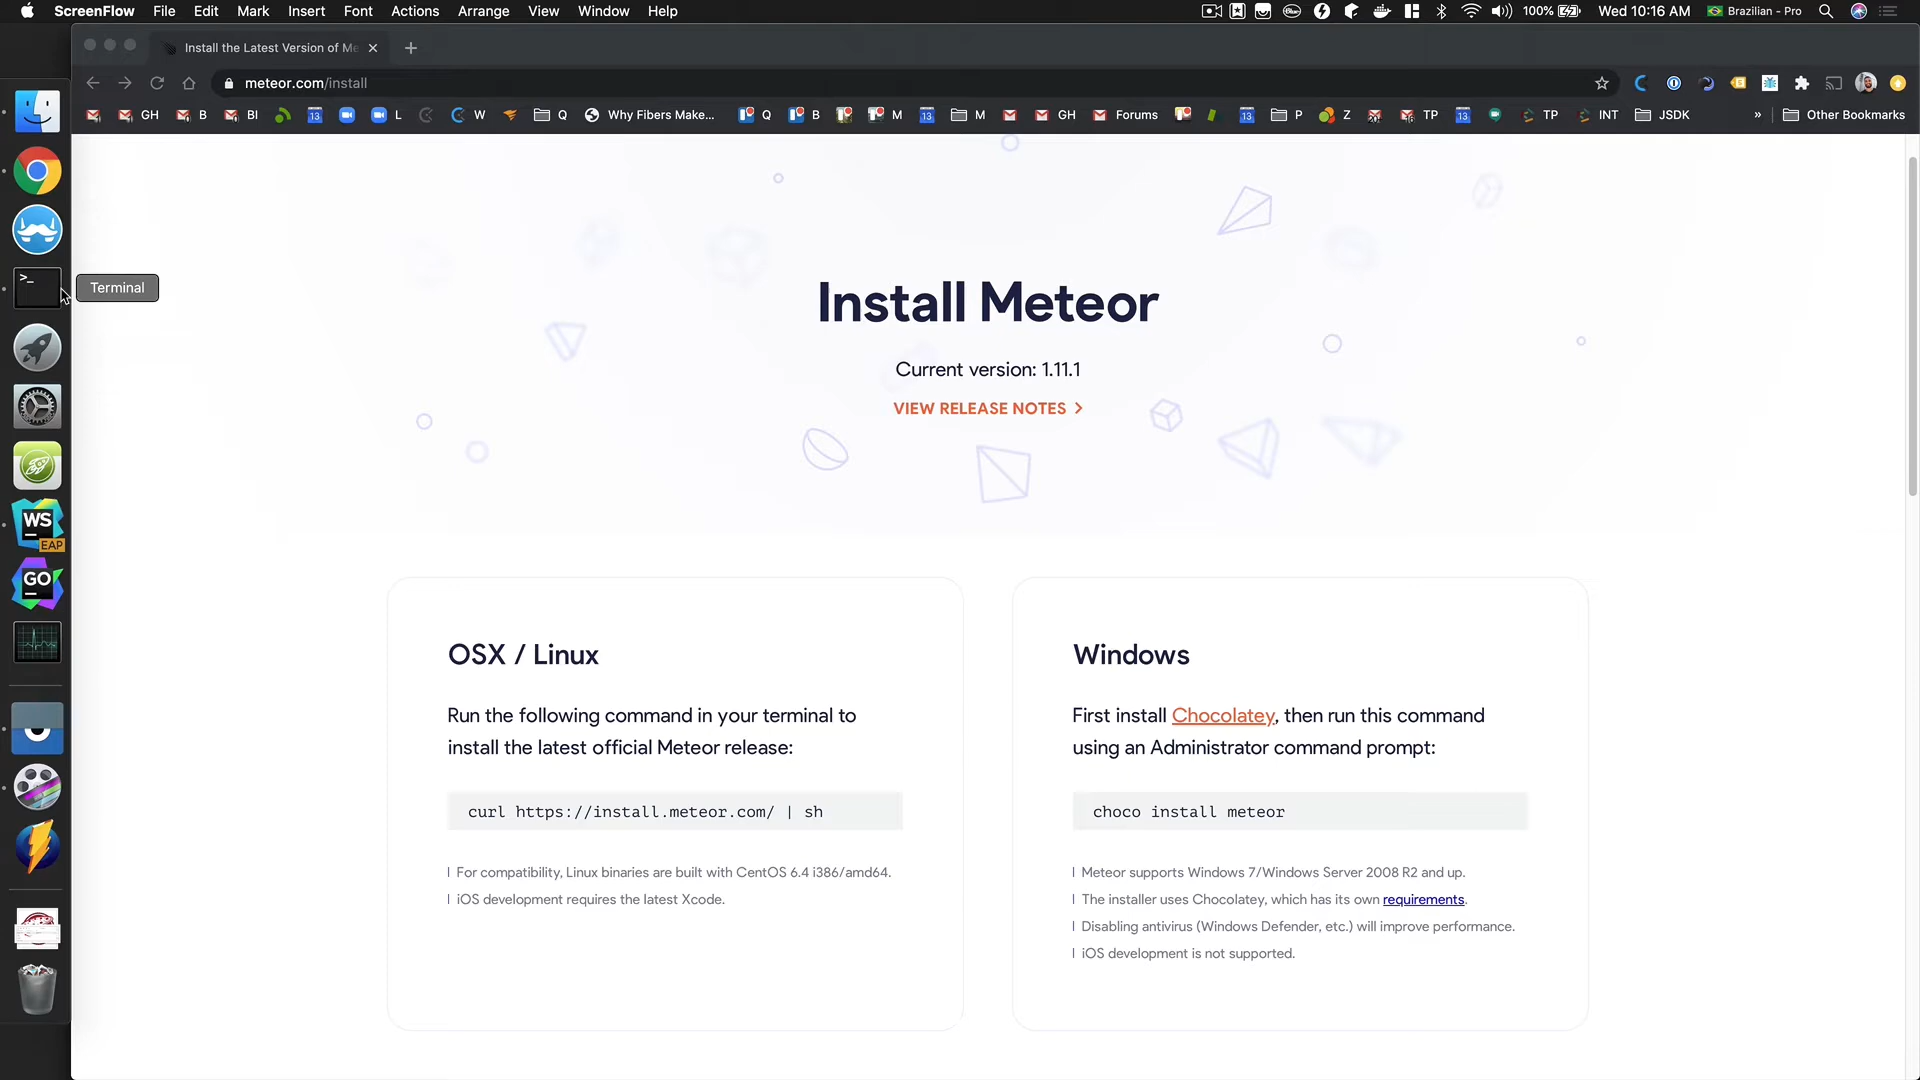 ScreenFlow File Edit Mark Insert Font Actions Arrange View Window Help 100% Wed 10:16 AM Brazilian - Pro
Install the Latest Version of Me
meteor.com/install
GH B BI 13 L W Q Why Fibers Make... Q B M 13 M GH Forums 13 P Z TP 13 TP INT JSDK » Other Bookmarks
>_
Terminal
Install Meteor
Current version: 1.11.1
VIEW RELEASE NOTES >
WS
EAP
GO
OSX / Linux
Run the following command in your terminal to
install the latest official Meteor release:
curl https://install.meteor.com/ | sh
For compatibility, Linux binaries are built with CentOS 6.4 i386/amd64.
iOS development requires the latest Xcode.
Windows
First install Chocolatey, then run this command
using an Administrator command prompt:
choco install meteor
Meteor supports Windows 7/Windows Server 2008 R2 and up.
The installer uses Chocolatey, which has its own requirements.
Disabling antivirus (Windows Defender, etc.) will improve performance.
iOS development is not supported.